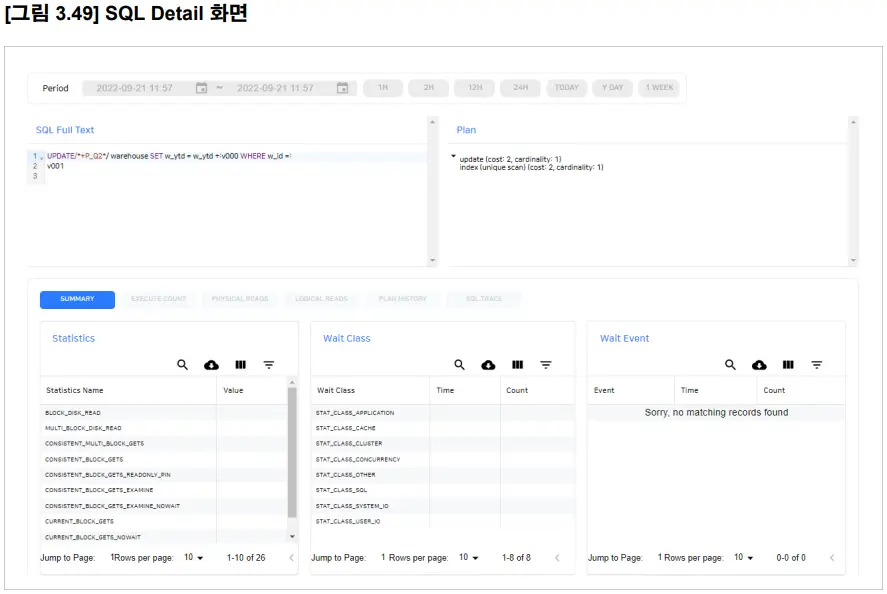 [그림 3.49] SQL Detail 화면
Period 2022-09-21 11:57 ~ 2022-09-21 11:57 1H 2H 12H 24H TODAY Y DAY 1 WEEK
SQL Full Text
1 UPDATE/*+P_Q2*/ warehouse SET w_ytd = w_ytd +:v000 WHERE w_id =:
2 v001
3
Plan
update (cost: 2, cardinality: 1)
index (unique scan) (cost: 2, cardinality: 1)
SUMMARY EXECUTE COUNT PHYSICAL READS LOGICAL READS PLAN HISTORY SQL TRACE
Statistics
Statistics Name Value
BLOCK_DISK_READ
MULTI_BLOCK_DISK_READ
CONSISTENT_MULTI_BLOCK_GETS
CONSISTENT_BLOCK_GETS
CONSISTENT_BLOCK_GETS_READONLY_PIN
CONSISTENT_BLOCK_GETS_EXAMINE
CONSISTENT_BLOCK_GETS_EXAMINE_NOWAIT
CURRENT_BLOCK_GETS
CURRENT_BLOCK_GETS_NOWAIT
Jump to Page: 1 Rows per page: 10 1-10 of 26
Wait Class
Wait Class Time Count
STAT_CLASS_APPLICATION
STAT_CLASS_CACHE
STAT_CLASS_CLUSTER
STAT_CLASS_CONCURRENCY
STAT_CLASS_OTHER
STAT_CLASS_SQL
STAT_CLASS_SYSTEM_IO
STAT_CLASS_USER_IO
Jump to Page: 1 Rows per page: 10 1-8 of 8
Wait Event
Event Time Count
Sorry, no matching records found
Jump to Page: 1 Rows per page: 10 0-0 of 0